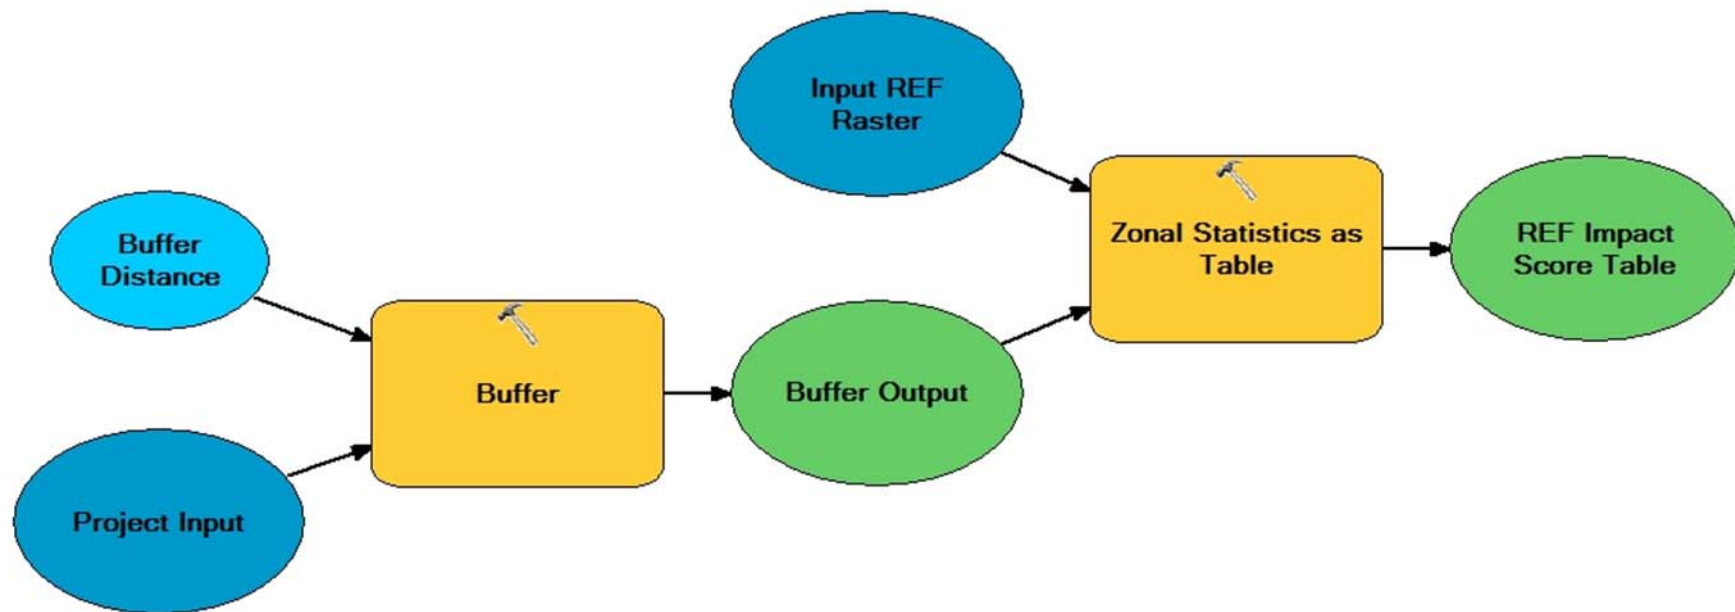 Input REF
Raster
Buffer
Distance
Zonal Statistics as
Table
REF Impact
Score Table
Buffer
Buffer Output
Project Input